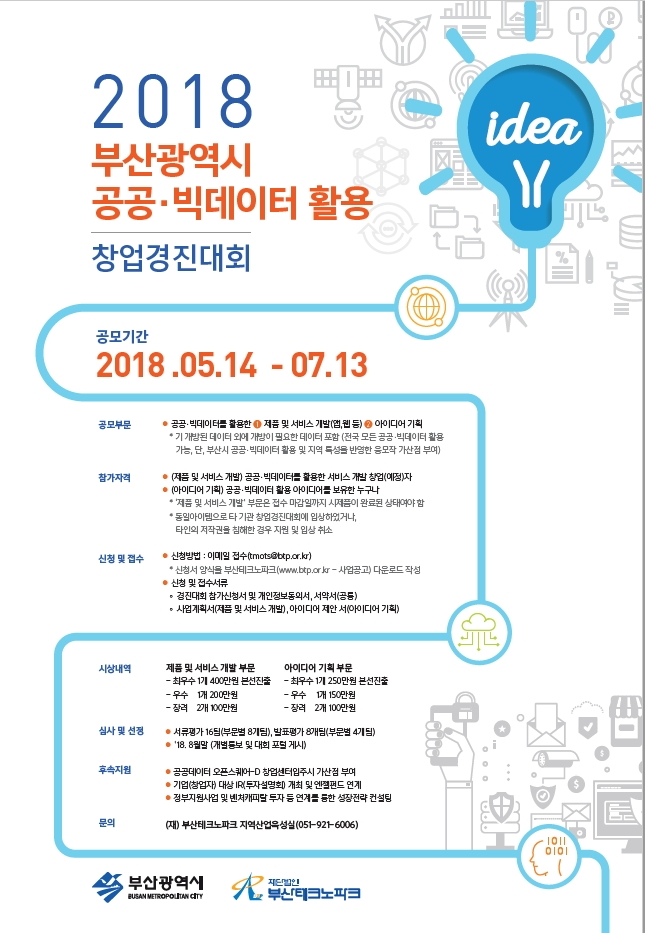 idea
2018
부산광역시
공공·빅데이터 활용
창업경진대회
공모기간
2018 .05.14 - 07.13
공모부문
● 공공·빅데이터를 활용한 ❶ 제품 및 서비스 개발(앱,웹 등) ❷ 아이디어 기획
* 기 개방된 데이터 외에 개방이 필요한 데이터 포함 (전국 모든 공공·빅데이터 활용
가능, 단, 부산시 공공·빅데이터 활용 및 지역 특성을 반영한 응모작 가산점 부여)
참가자격
● (제품 및 서비스 개발) 공공·빅데이터를 활용한 서비스 개발 창업(예정)자
● (아이디어 기획) 공공·빅데이터 활용 아이디어를 보유한 누구나
* '제품 및 서비스 개발' 부문은 접수 마감일까지 시제품이 완료된 상태여야 함
* 동일아이템으로 타 기관 창업경진대회에 입상하였거나,
타인의 저작권을 침해한 경우 지원 및 입상 취소
신청 및 접수
● 신청방법 : 이메일 접수(tmots@btp.or.kr)
* 신청서 양식을 부산테크노파크(www.btp.or.kr - 사업공고) 다운로드 작성
● 신청 및 접수서류
∘ 경진대회 참가신청서 및 개인정보동의서, 서약서(공통)
∘ 사업계획서(제품 및 서비스 개발), 아이디어 제안 서(아이디어 기획)
시상내역
제품 및 서비스 개발 부문 아이디어 기획 부문
- 최우수 1개 400만원 본선진출 - 최우수 1개 250만원 본선진출
- 우수 1개 200만원 - 우수 1개 150만원
- 장려 2개 100만원 - 장려 2개 100만원
심사 및 선정
● 서류평가 16팀(부문별 8개팀), 발표평가 8개팀(부문별 4개팀)
● '18. 8월말 (개별통보 및 대회 포털 게시)
후속지원
● 공공데이터 오픈스퀘어-D 창업센터입주시 가산점 부여
● 기업(창업자) 대상 IR(투자설명회) 개최 및 엔젤펀드 연계
● 정부지원사업 및 벤처캐피탈 투자 등 연계를 통한 성장전략 컨설팅
문의
(재) 부산테크노파크 지역산업육성실(051-921-6006)
1011
0101
부산광역시
BUSAN METROPOLITAN CITY
재단법인
부산테크노파크